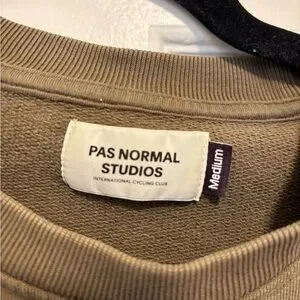 PAS NORMAL
STUDIOS
INTERNATIONAL CYCLING CLUB
Medium